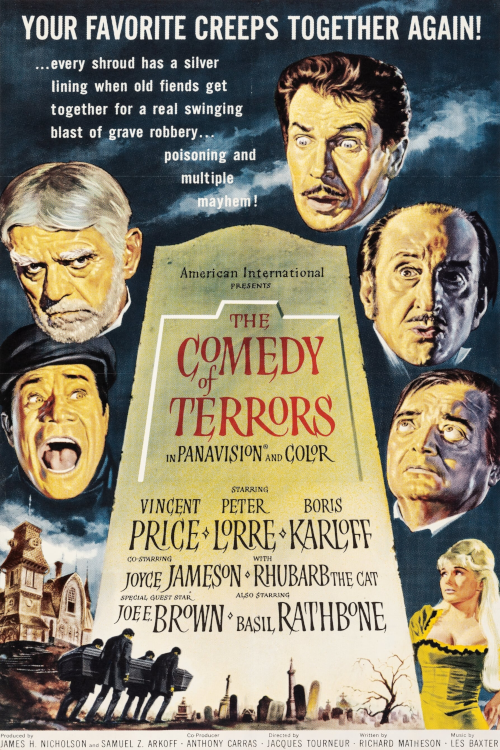 YOUR FAVORITE CREEPS TOGETHER AGAIN!
...every shroud has a silver
lining when old fiends get
together for a real swinging
blast of grave robbery...
poisoning and
multiple
mayhem!
American International
PRESENTS
THE
COMEDY
of
TERRORS
IN PANAVISION® AND COLOR
STARRING
VINCENT PETER BORIS
PRICE • LORRE • KARLOFF
CO-STARRING WITH
JOYCE JAMESON • RHUBARB THE CAT
SPECIAL GUEST STAR ALSO STARRING
JOE E. BROWN • BASIL RATHBONE
Produced by Co-Producer Directed by Written by Music by
JAMES H. NICHOLSON and SAMUEL Z. ARKOFF • ANTHONY CARRAS • JACQUES TOURNEUR • RICHARD MATHESON • LES BAXTER